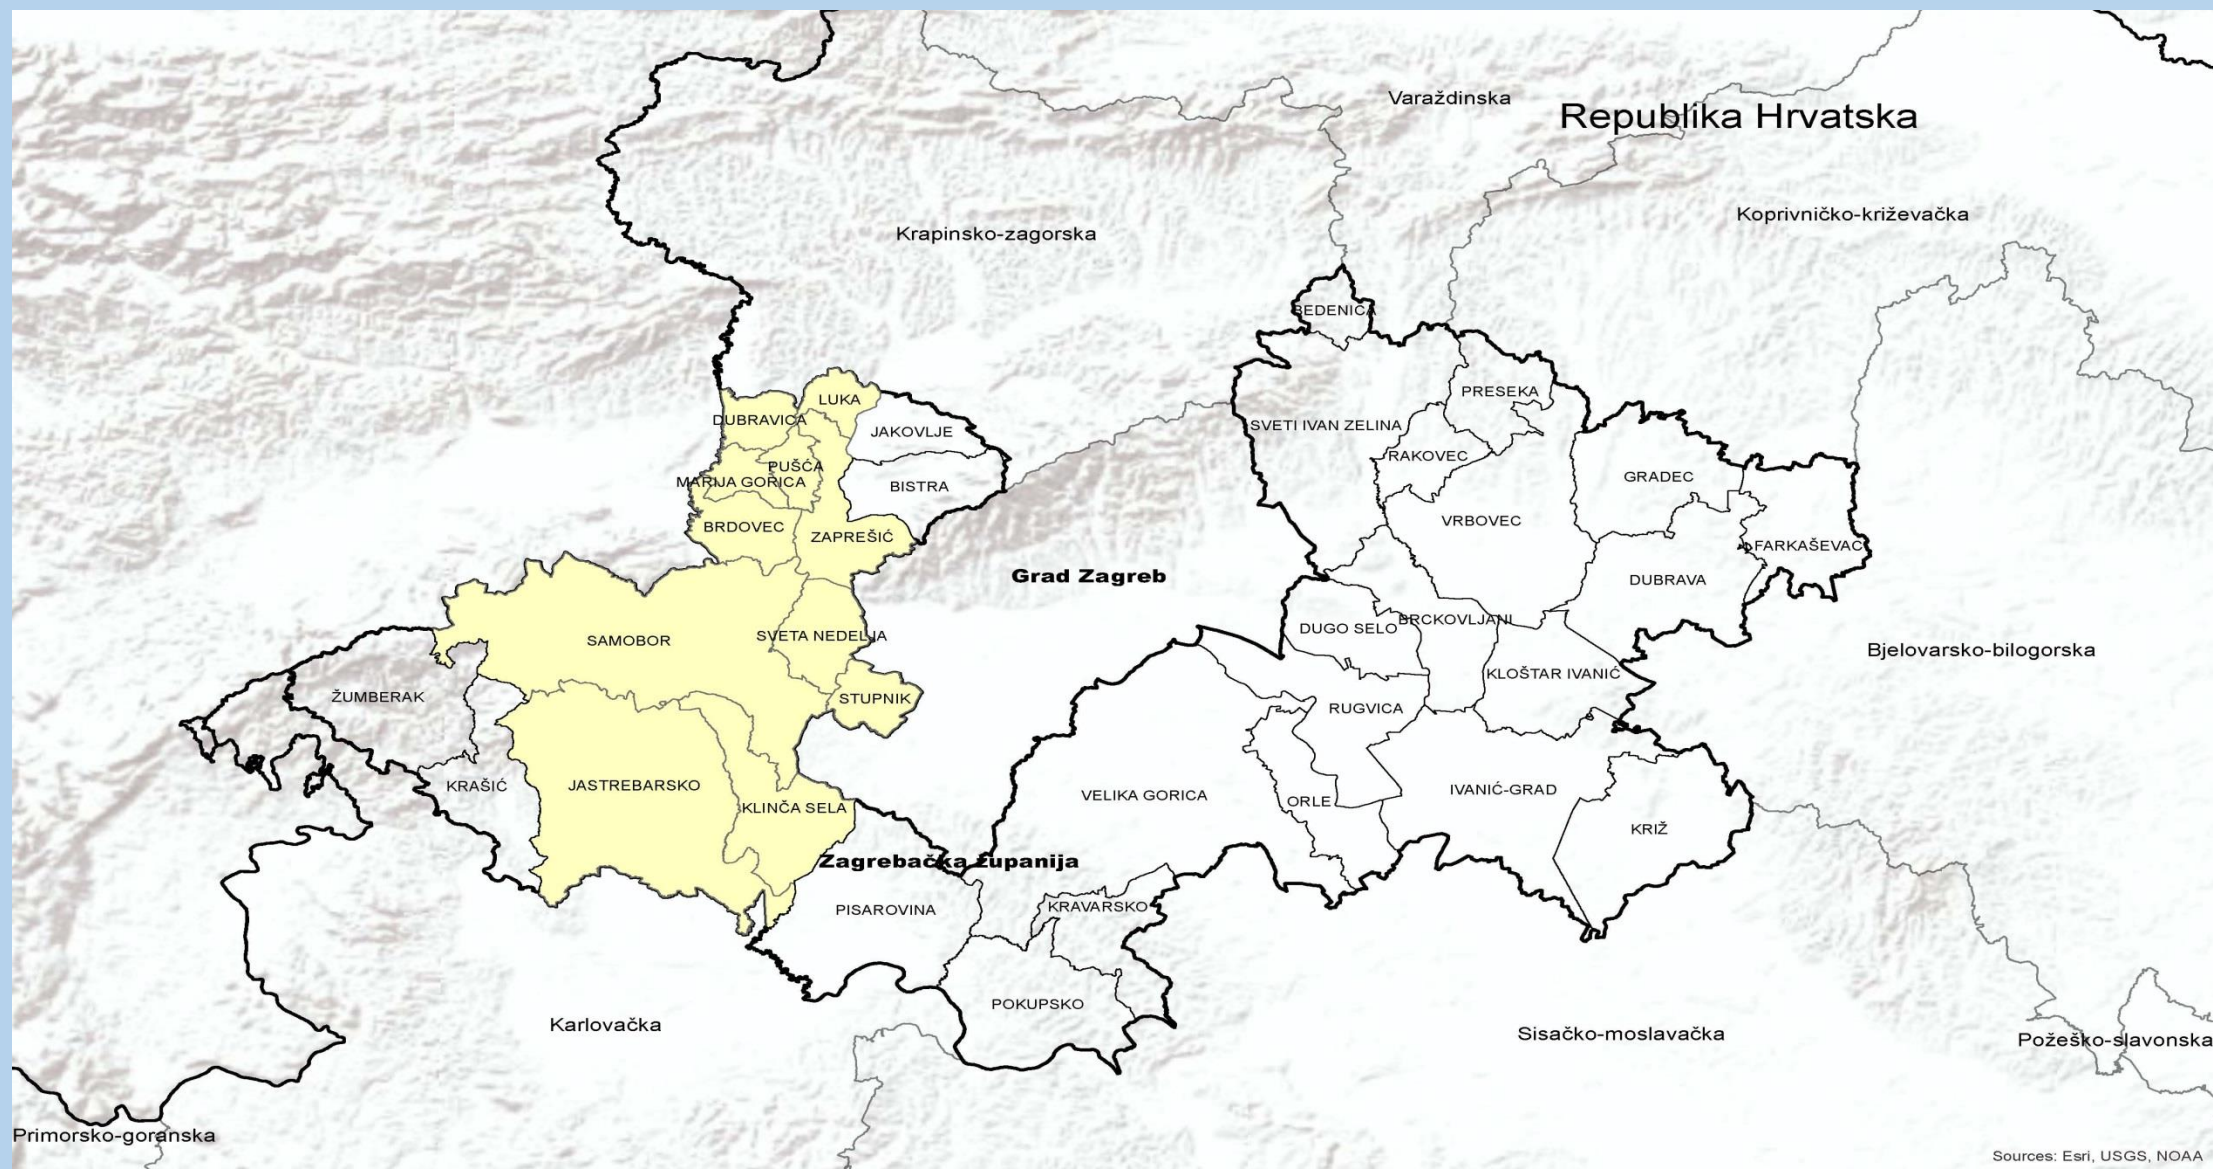 Varaždinska
Republika Hrvatska
Koprivničko-križevačka
Krapinsko-zagorska
BEDENICA
PRESEKA
LUKA
DUBRAVICA
JAKOVLJE
SVETI IVAN ZELINA
RAKOVEC
PUŠĆA
MARIJA GORICA
BISTRA
GRADEC
BRDOVEC
ZAPREŠIĆ
VRBOVEC
FARKAŠEVAC
Grad Zagreb
DUBRAVA
SAMOBOR
SVETA NEDELJA
DUGO SELO
BRCKOVLJANI
Bjelovarsko-bilogorska
KLOŠTAR IVANIĆ
ŽUMBERAK
STUPNIK
RUGVICA
KRAŠIĆ
JASTREBARSKO
KLINČA SELA
VELIKA GORICA
ORLE
IVANIĆ-GRAD
KRIŽ
Zagrebačka županija
PISAROVINA
KRAVARSKO
POKUPSKO
Karlovačka
Sisačko-moslavačka
Požeško-slavonska
Primorsko-goranska
Sources: Esri, USGS, NOAA